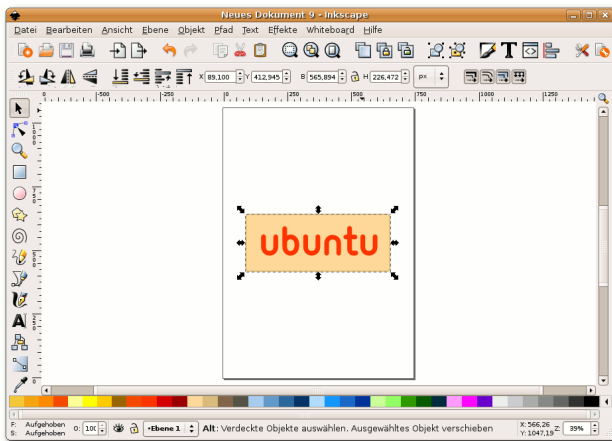 Neues Dokument 9 - Inkscape
Datei Bearbeiten Ansicht Ebene Objekt Pfad Text Effekte Whiteboard Hilfe
X 89,100 Y 412,945 B 565,894 H 226,472 px
-500 -250 0 250 500 750 1000 1250
ubuntu
F: Aufgehoben O: 100 •Ebene 1 Alt: Verdeckte Objekte auswählen. Ausgewähltes Objekt verschieben X: 566,26 Z: 39%
S: Aufgehoben Y: 1047,19